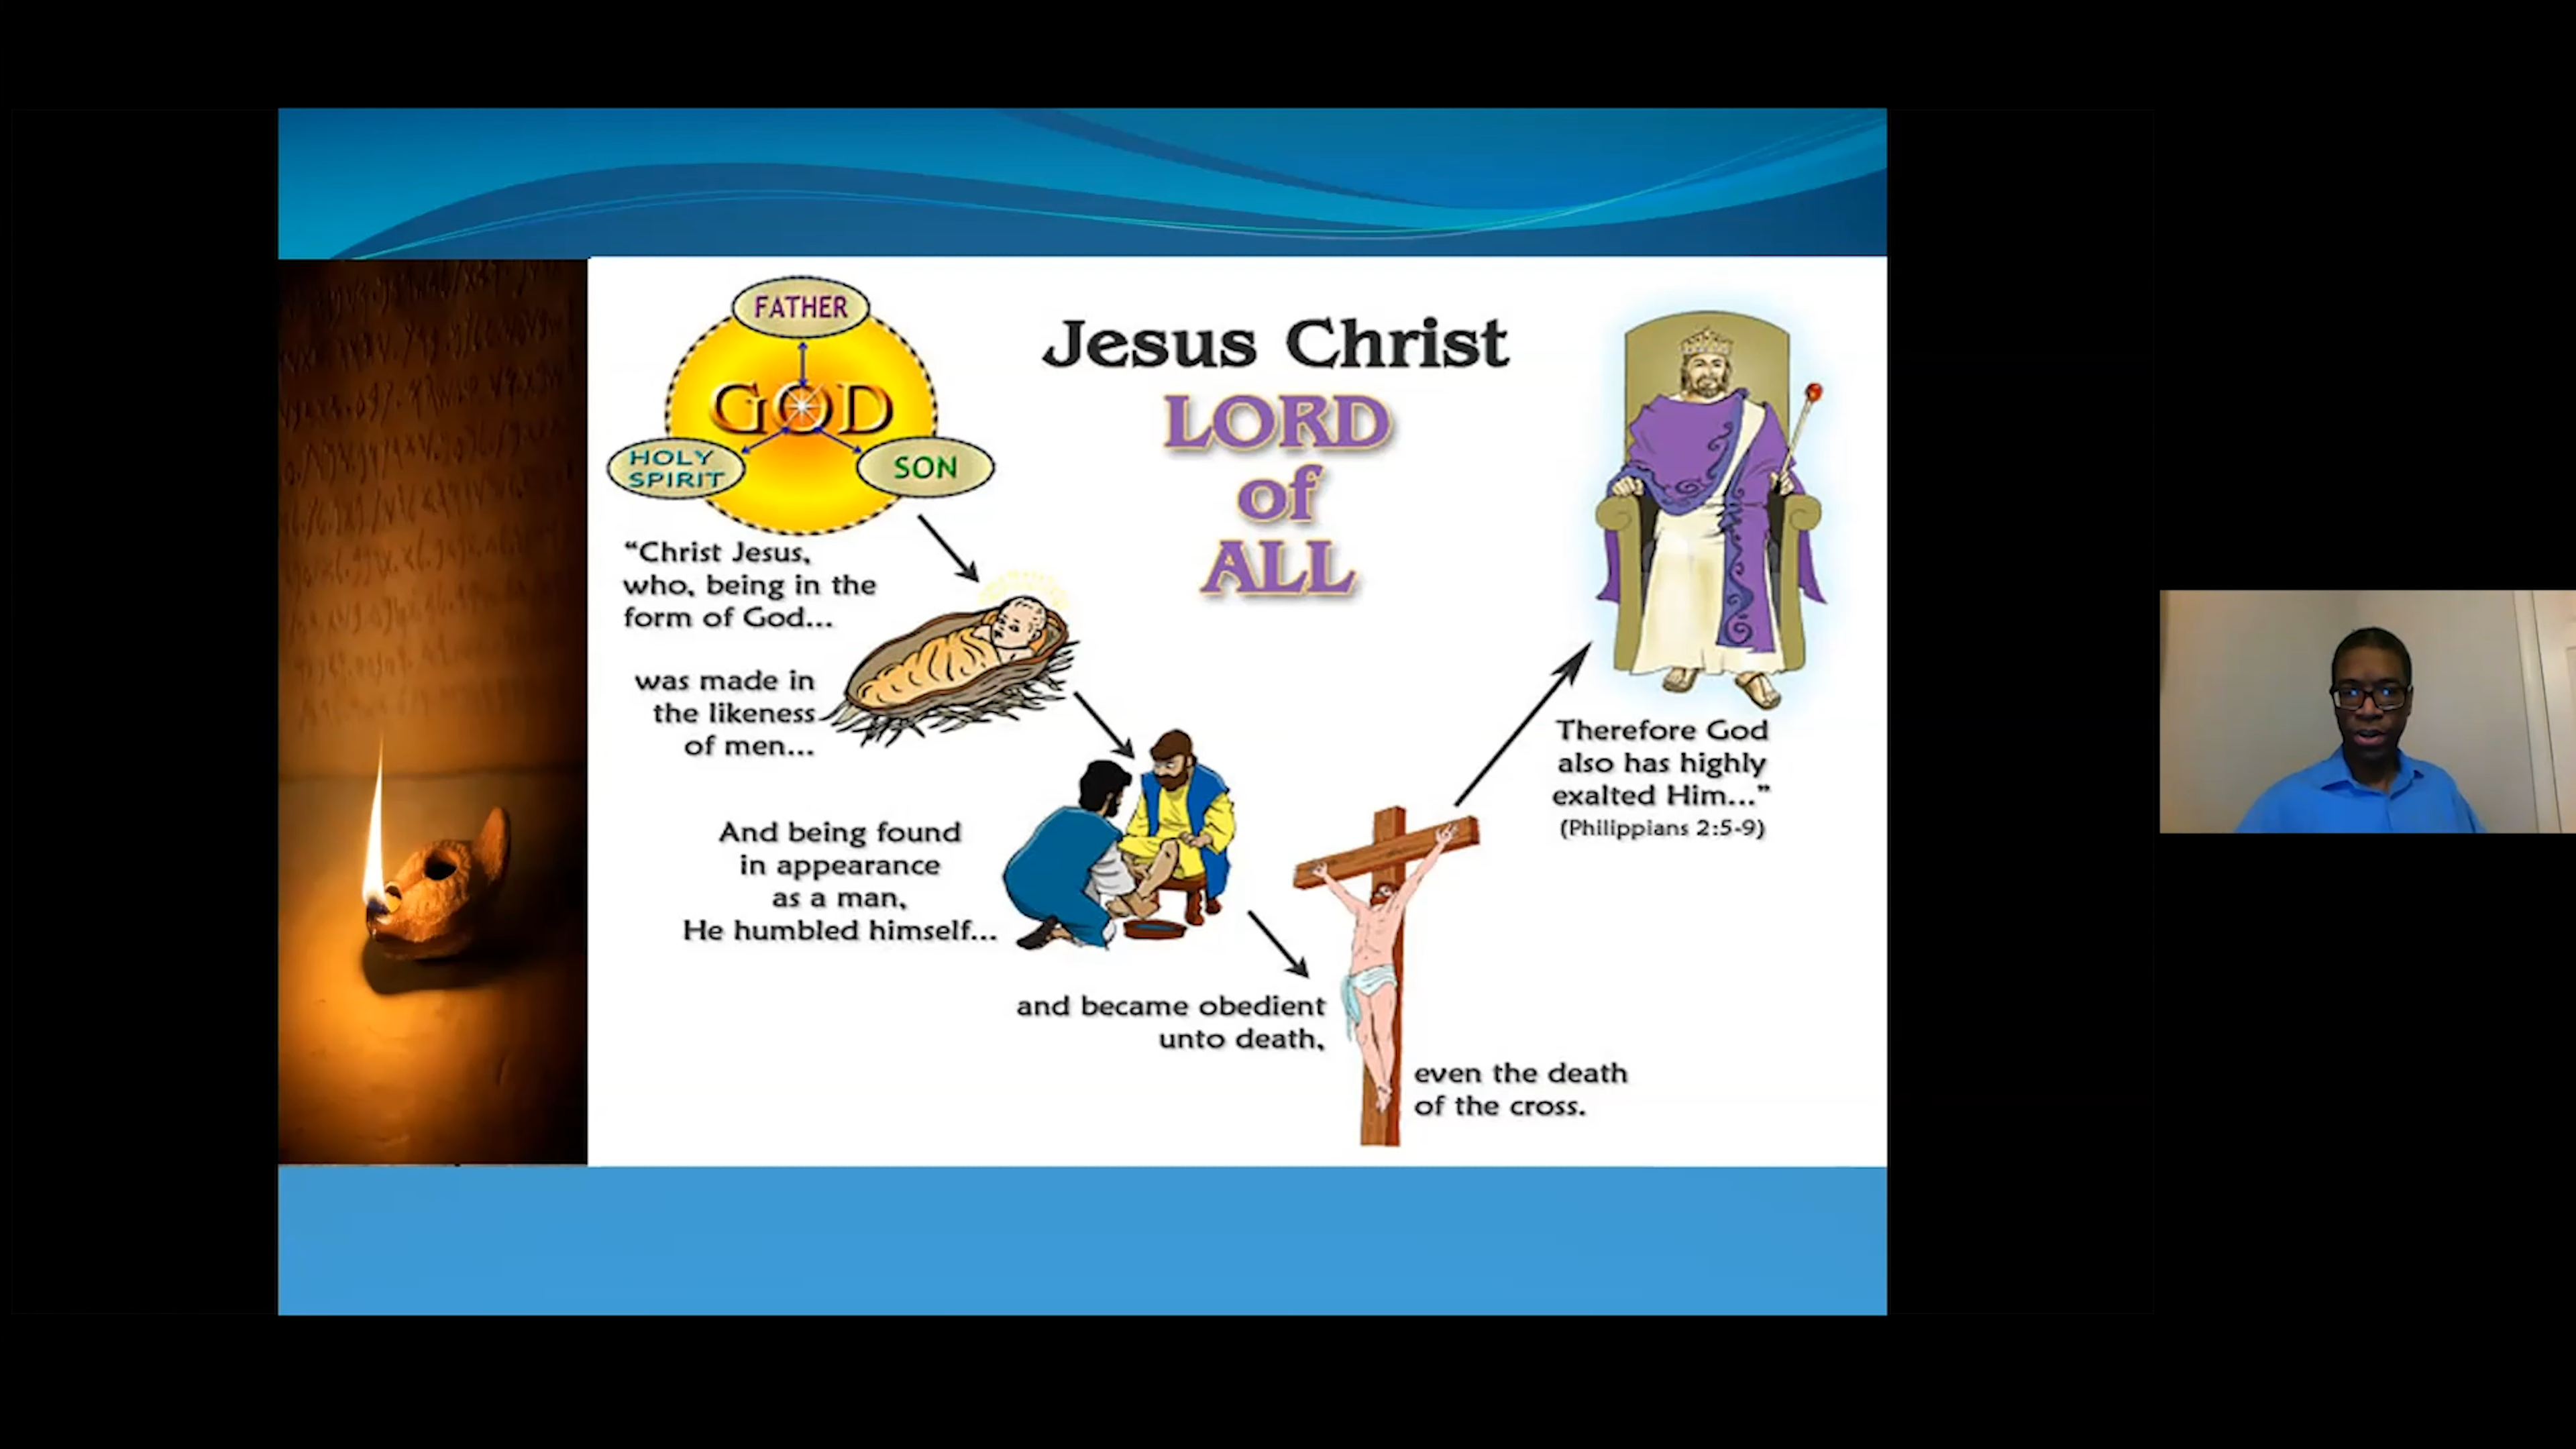 FATHER
GOD
HOLY
SPIRIT
SON
Jesus Christ
LORD
of
ALL
“Christ Jesus,
who, being in the
form of God...
was made in
the likeness
of men...
And being found
in appearance
as a man,
He humbled himself...
and became obedient
unto death,
even the death
of the cross.
Therefore God
also has highly
exalted Him...”
(Philippians 2:5-9)